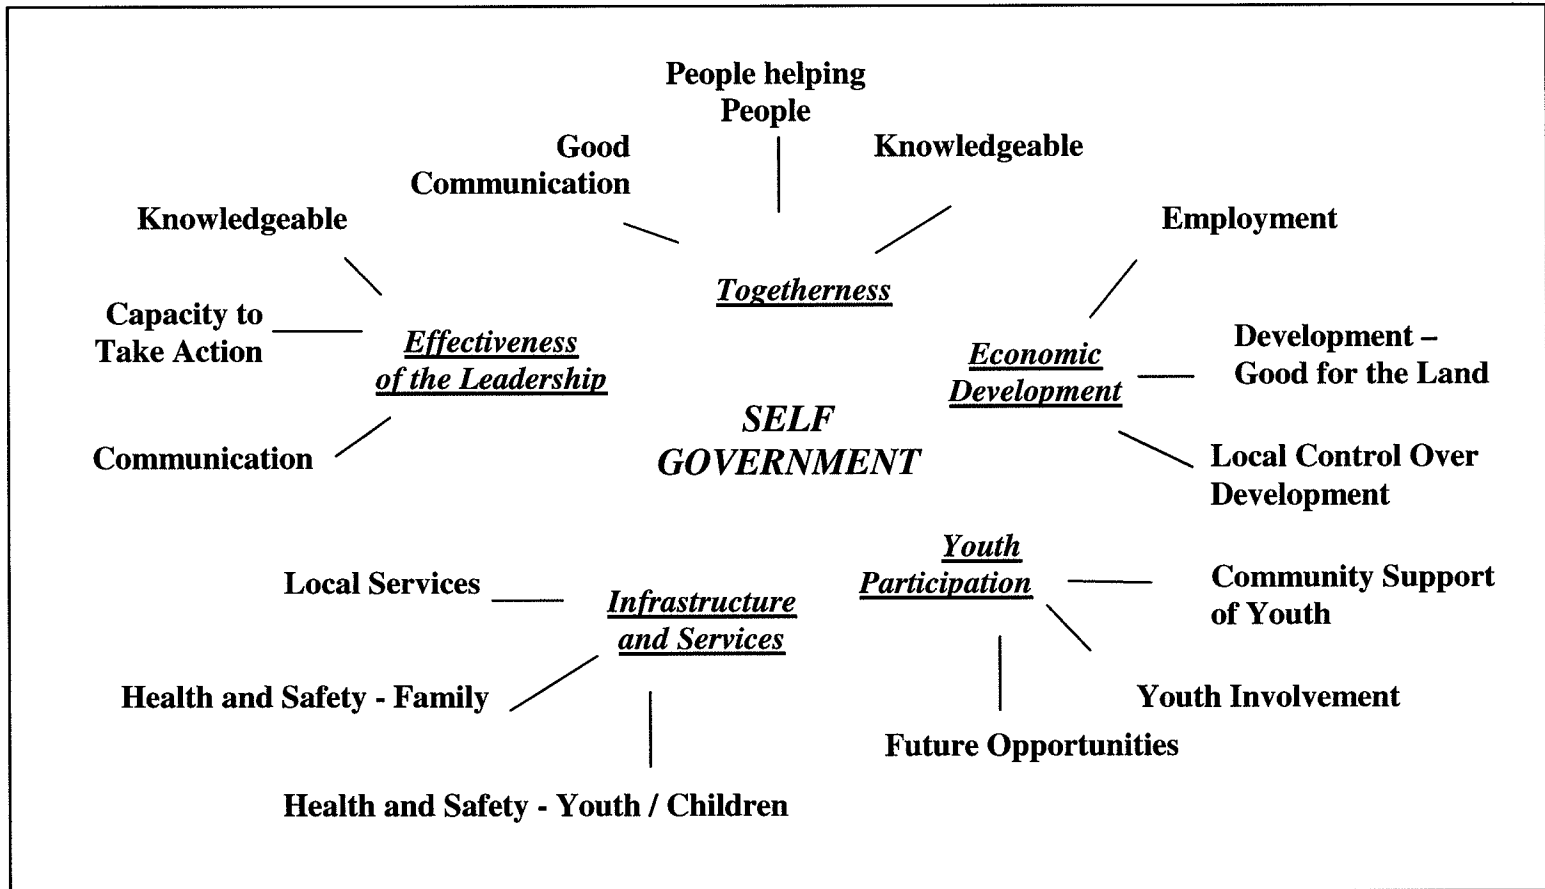 People helping
People
Good
Communication
Knowledgeable
Knowledgeable
Employment
Togetherness
Capacity to
Take Action
Effectiveness
of the Leadership
Economic
Development
Development –
Good for the Land
SELF
GOVERNMENT
Communication
Local Control Over
Development
Youth
Participation
Community Support
of Youth
Local Services
Infrastructure
and Services
Health and Safety - Family
Youth Involvement
Future Opportunities
Health and Safety - Youth / Children